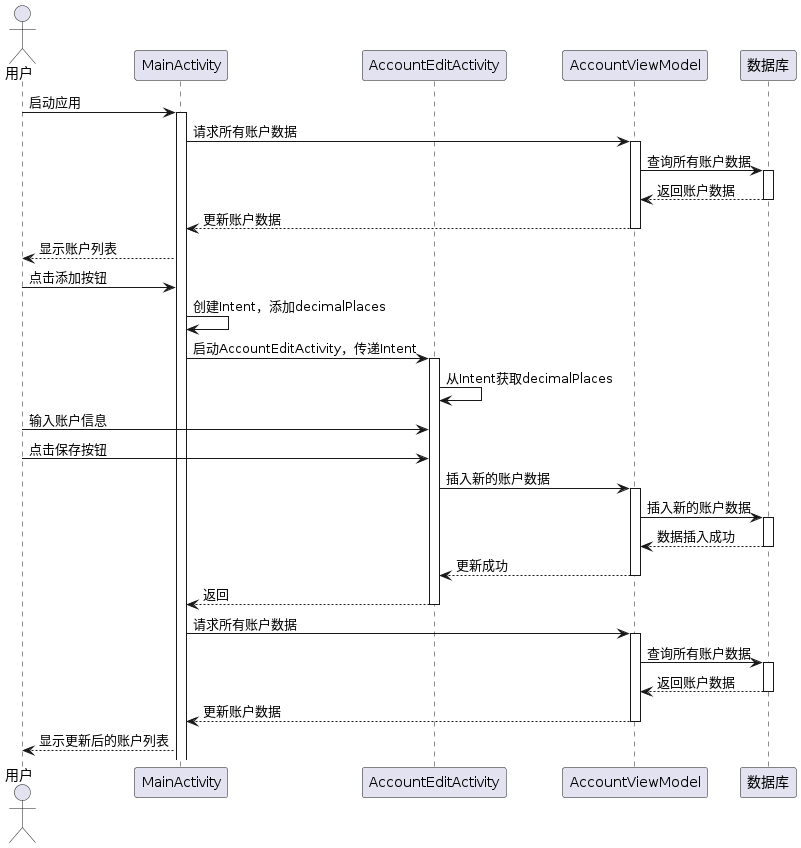 用户
MainActivity
AccountEditActivity
AccountViewModel
数据库
启动应用
请求所有账户数据
查询所有账户数据
返回账户数据
更新账户数据
显示账户列表
点击添加按钮
创建Intent，添加decimalPlaces
启动AccountEditActivity，传递Intent
从Intent获取decimalPlaces
输入账户信息
点击保存按钮
插入新的账户数据
插入新的账户数据
数据插入成功
更新成功
返回
请求所有账户数据
查询所有账户数据
返回账户数据
更新账户数据
显示更新后的账户列表
用户
MainActivity
AccountEditActivity
AccountViewModel
数据库